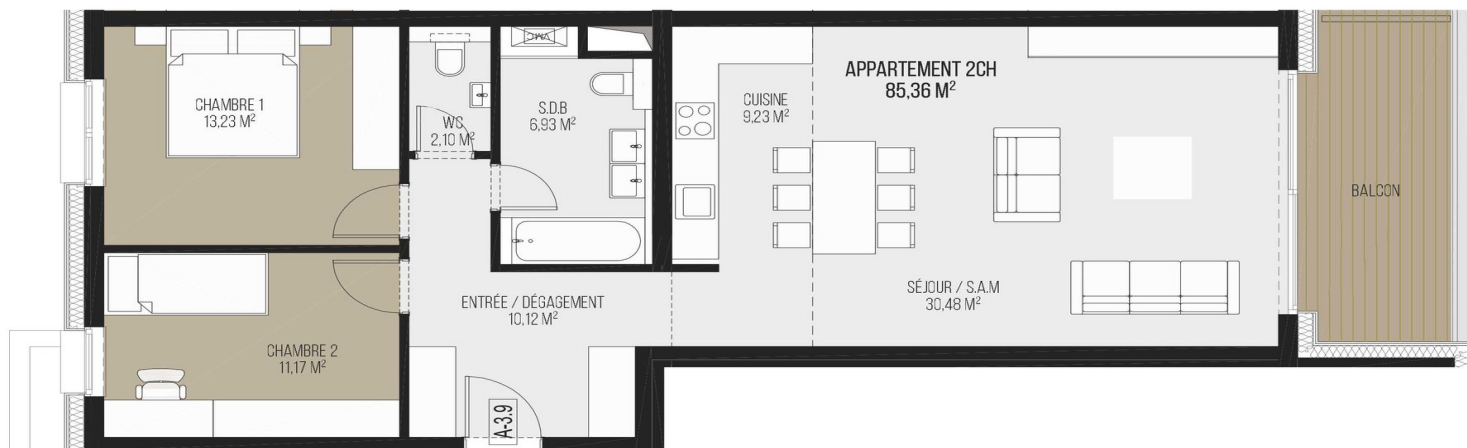 CHAMBRE 1
13,23 M²
WC
2,10 M²
VMC
S.D.B
6,93 M²
CUISINE
9,23 M²
APPARTEMENT 2CH
85,36 M²
BALCON
SÉJOUR / S.A.M
30,48 M²
ENTRÉE / DÉGAGEMENT
10,12 M²
CHAMBRE 2
11,17 M²
A-3.9